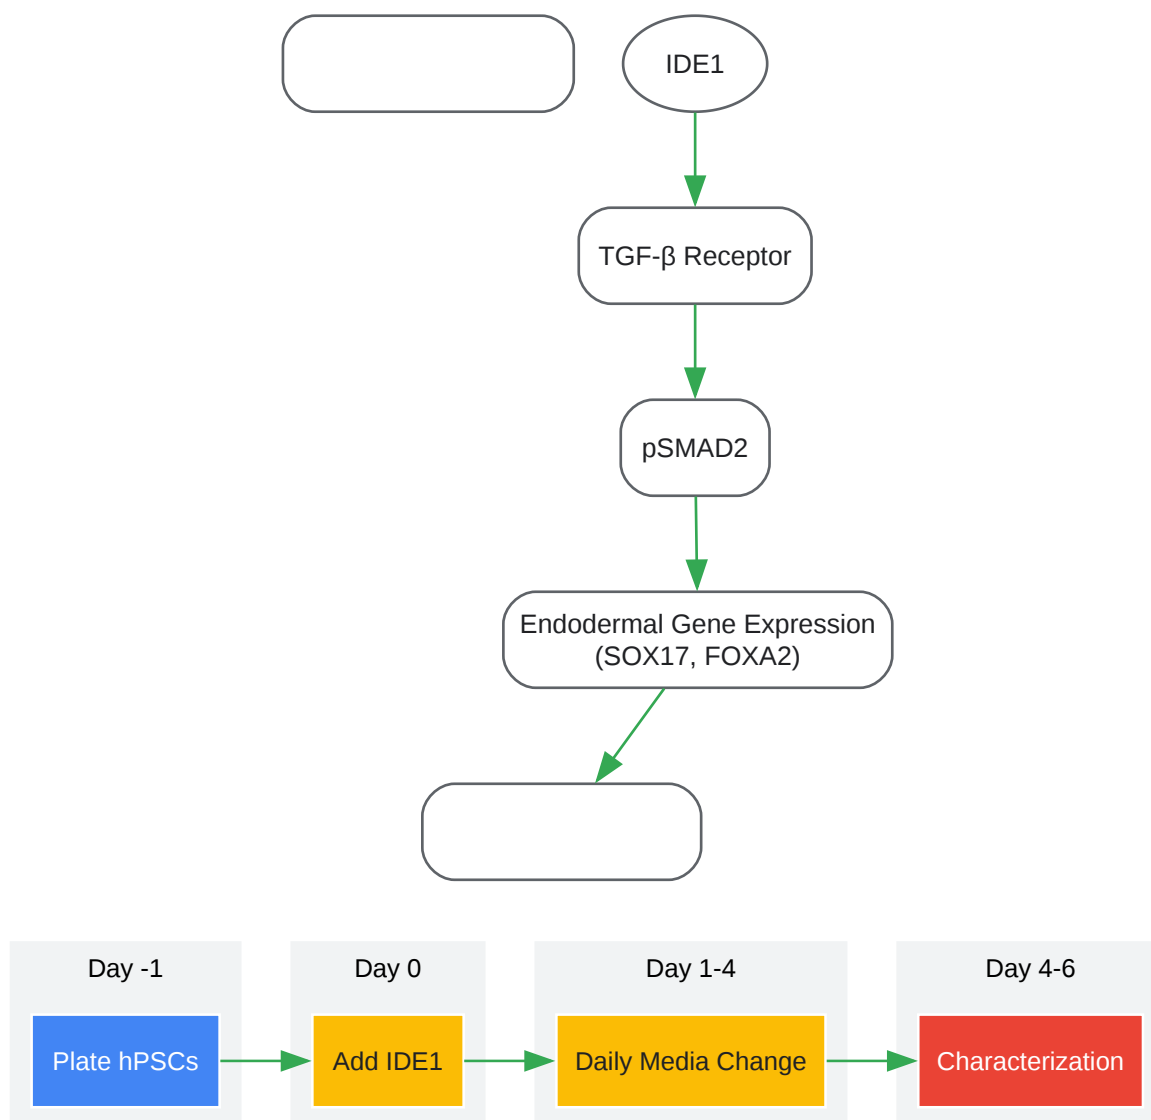 IDE1
TGF-β Receptor
pSMAD2
Endodermal Gene Expression
(SOX17, FOXA2)
Day -1
Day 0
Day 1-4
Day 4-6
Plate hPSCs
Add IDE1
Daily Media Change
Characterization